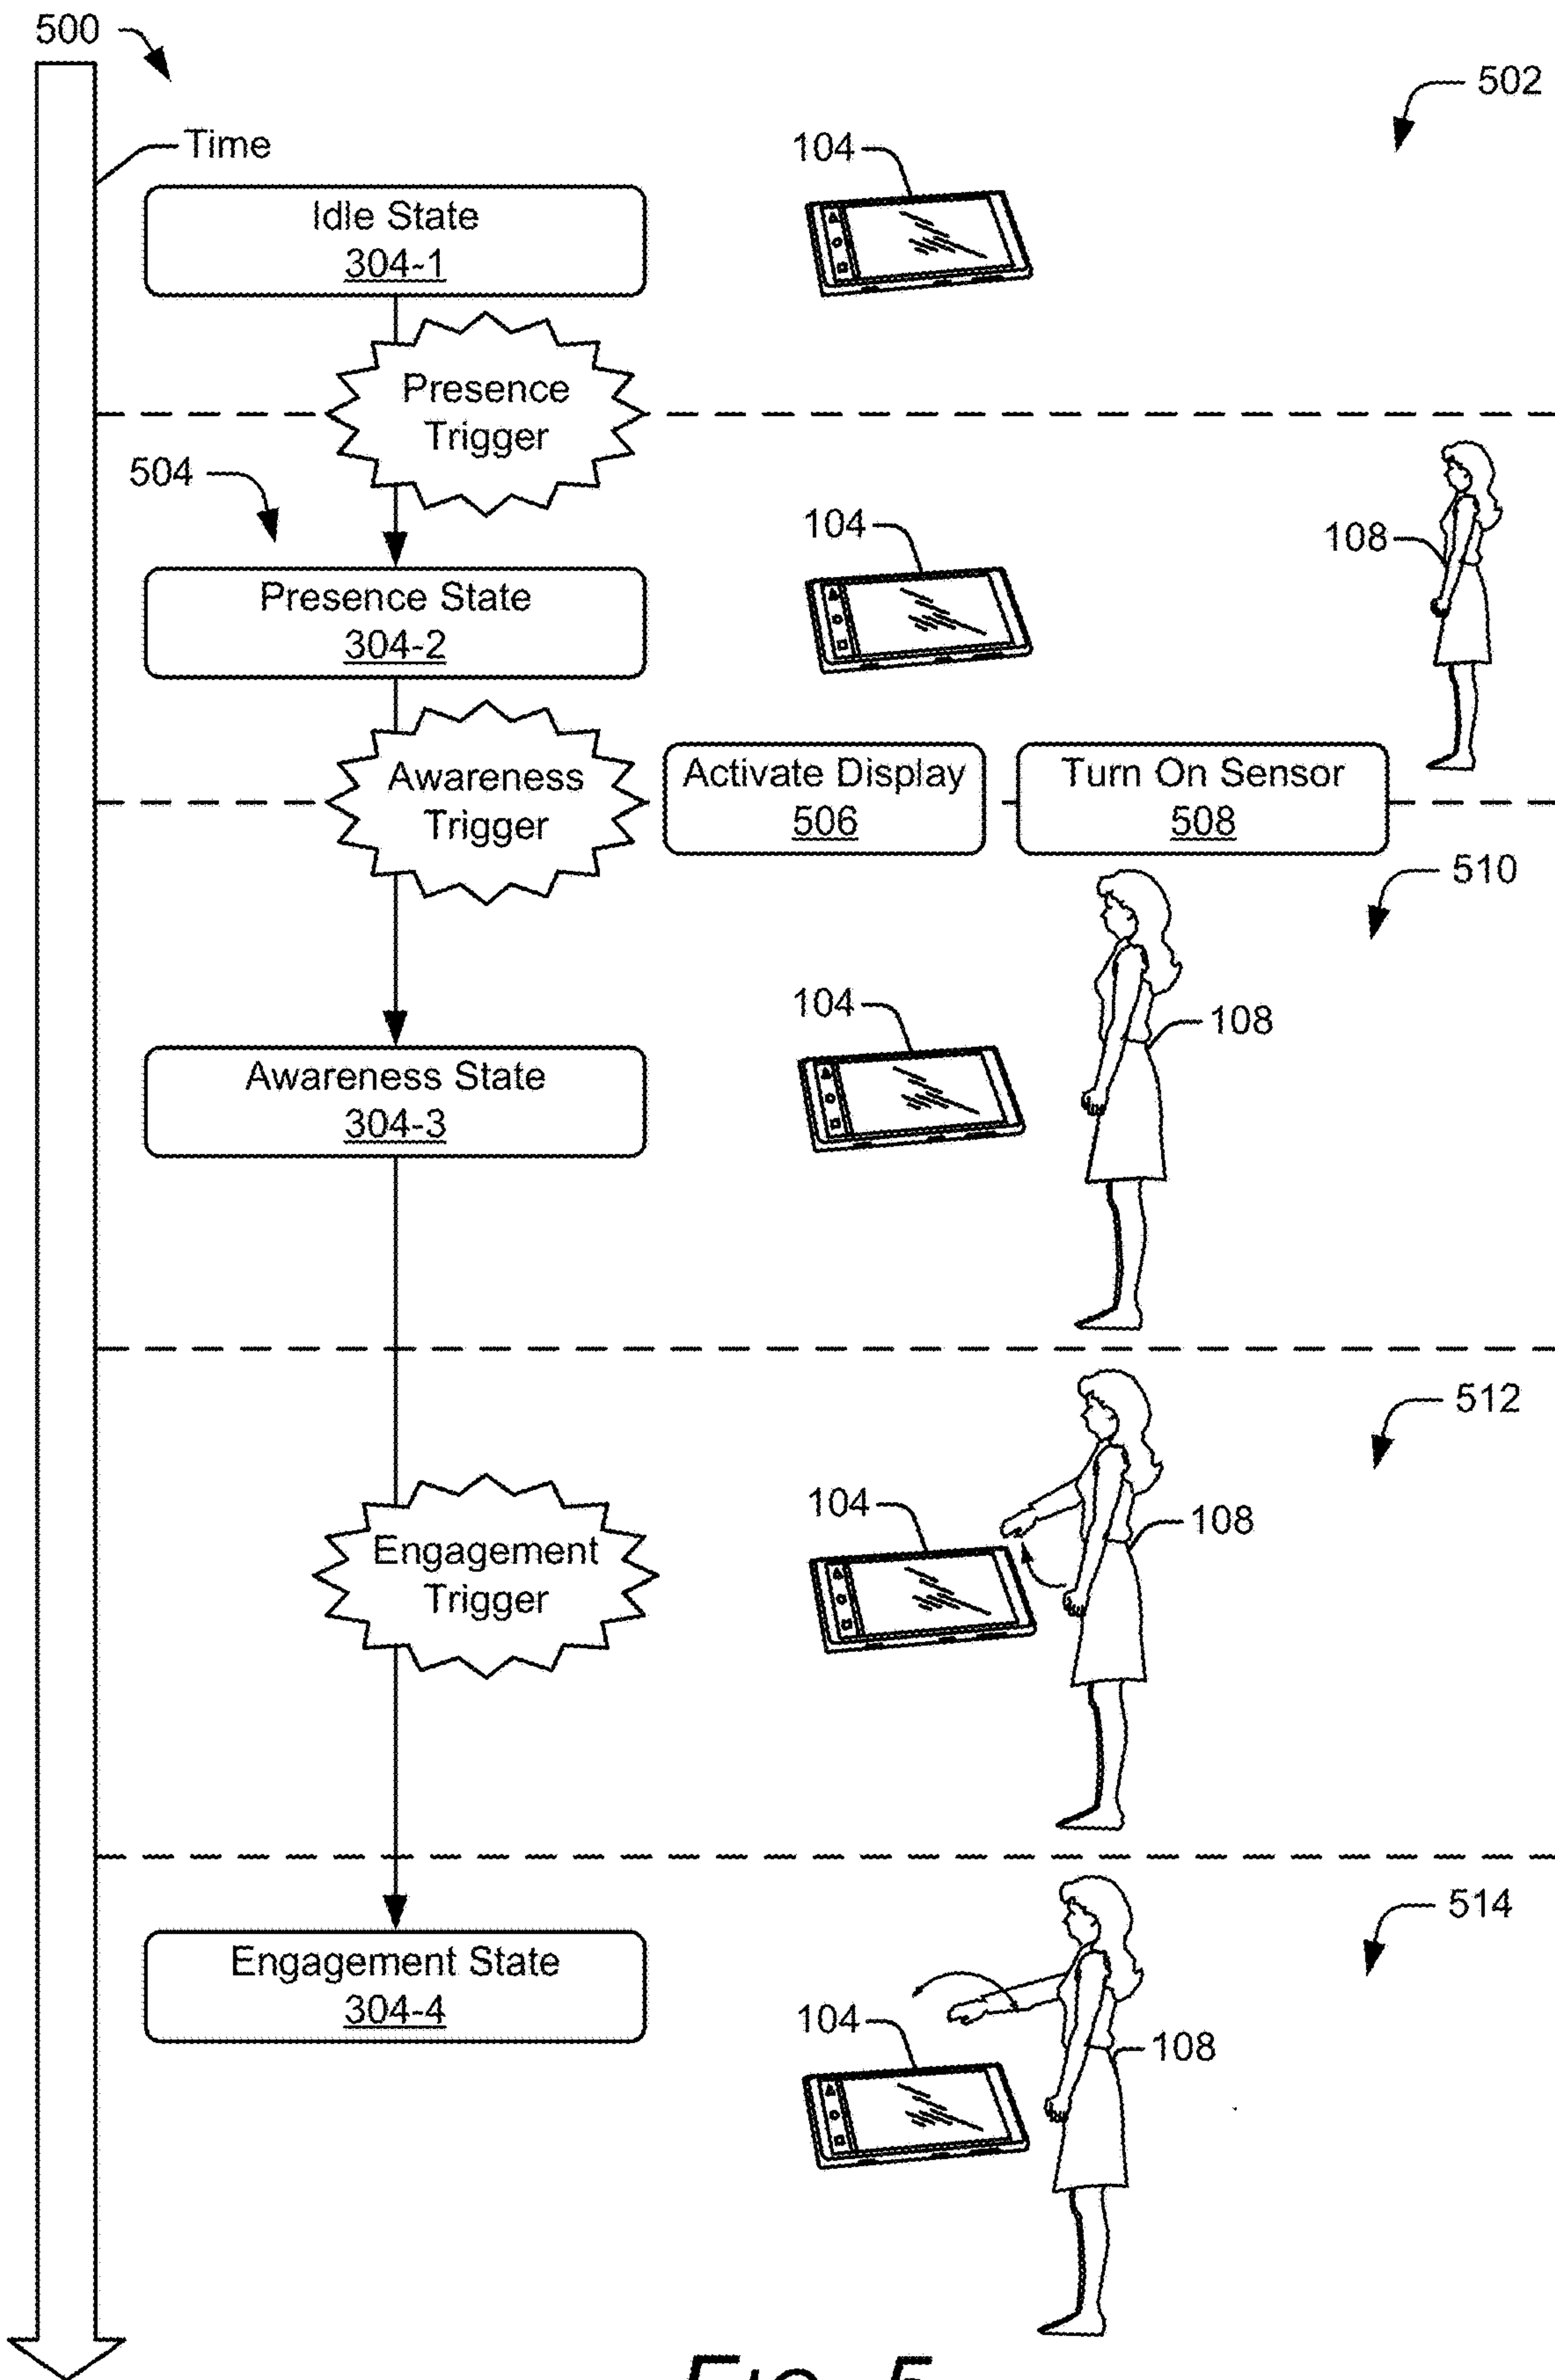 500
502
Time
104
Idle State
304-1
Presence
Trigger
504
104
108
Presence State
304-2
Awareness
Trigger
Activate Display
506
Turn On Sensor
508
510
104
108
Awareness State
304-3
512
104
108
Engagement
Trigger
514
Engagement State
304-4
104
108
FIG. 5